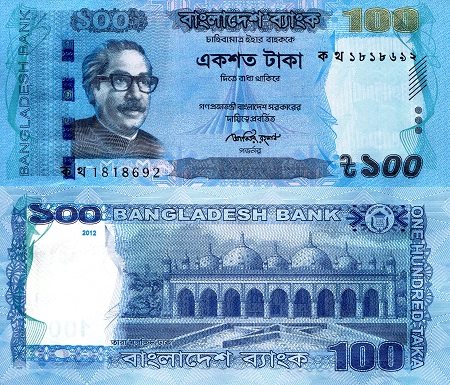 ১০০ বাংলাদেশ ব্যাংক 100
চাহিবামাত্র ইহার বাহককে
একশত টাকা
ক থ ১৮১৮৬৯২
দিতে বাধ্য থাকিবে
গণপ্রজাতন্ত্রী বাংলাদেশ সরকারের
দায়িত্বে প্রবর্তিত
গভর্নর
BANGLADESH BANK
ক থ 1818692
৳১০০
১০০ BANGLADESH BANK
2012
ONE HUNDRED TAKA
তারা মসজিদ, ঢাকা
বাংলাদেশ ব্যাংক 100